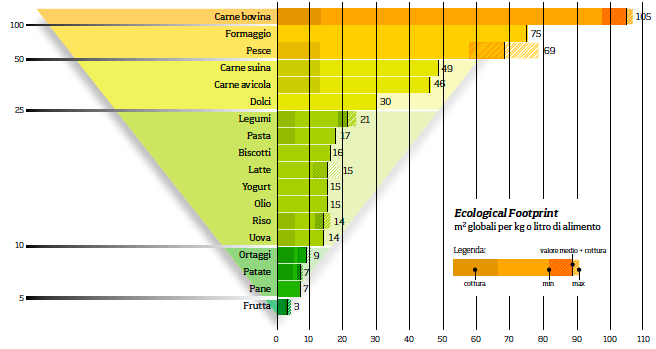 Carne bovina 105
100
Formaggio 75
Pesce 69
50
Carne suina 49
Carne avicola 46
Dolci 30
25
Legumi 21
Pasta 17
Biscotti 16
Latte 15
Yogurt 15
Olio 15
Riso 14
Uova 14
10
Ortaggi 9
Patate 7
Pane 7
5
Frutta 3
0 10 20 30 40 50 60 70 80 90 100 110
Ecological Footprint
m² globali per kg o litro di alimento
Legenda:
valore medio + cottura
cottura min max